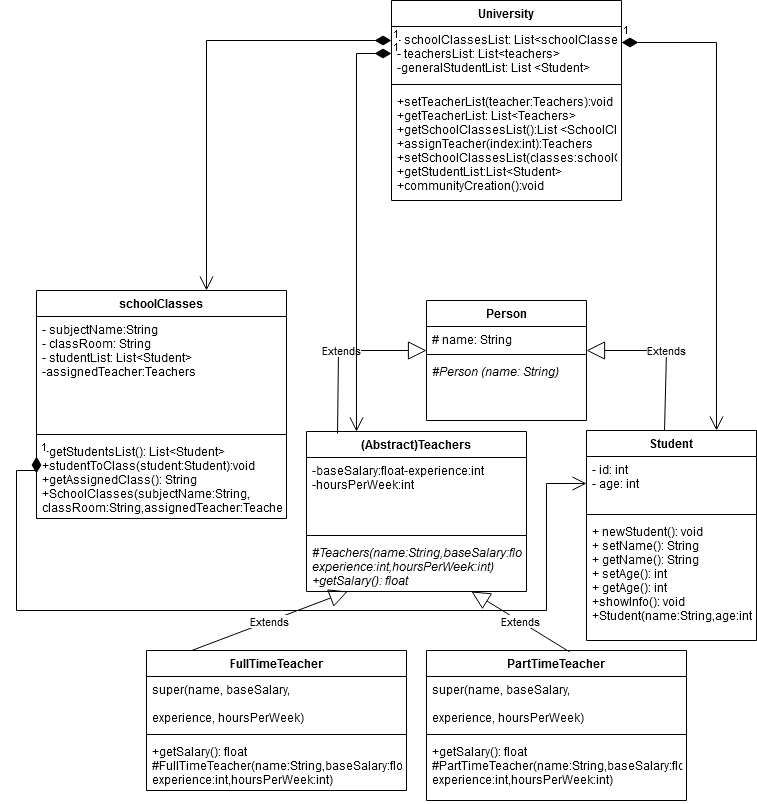 University
1
- schoolClassesList: List<schoolClasse
1
- teachersList: List<teachers>
-generalStudentList: List <Student>
1
+setTeacherList(teacher:Teachers):void
+getTeacherList: List<Teachers>
+getSchoolClassesList():List <SchoolCl
+assignTeacher(index:int):Teachers
+setSchoolClassesList(classes:school
+getStudentList:List<Student>
+communityCreation():void
schoolClasses
- subjectName:String
- classRoom: String
- studentList: List<Student>
-assignedTeacher:Teachers
1
+getStudentsList(): List<Student>
+studentToClass(student:Student):void
+getAssignedClass(): String
+SchoolClasses(subjectName:String,
classRoom:String,assignedTeacher:Teache
Person
# name: String
#Person (name: String)
Extends
Extends
(Abstract)Teachers
-baseSalary:float-experience:int
-hoursPerWeek:int
#Teachers(name:String,baseSalary:flo
experience:int,hoursPerWeek:int)
+getSalary(): float
Student
- id: int
- age: int
+ newStudent(): void
+ setName(): String
+ getName(): String
+ setAge(): int
+ getAge(): int
+showInfo(): void
+Student(name:String,age:int
Extends
Extends
FullTimeTeacher
super(name, baseSalary,
experience, hoursPerWeek)
+getSalary(): float
#FullTimeTeacher(name:String,baseSalary:flo
experience:int,hoursPerWeek:int)
PartTimeTeacher
super(name, baseSalary,
experience, hoursPerWeek)
+getSalary(): float
#PartTimeTeacher(name:String,baseSalary:flo
experience:int,hoursPerWeek:int)